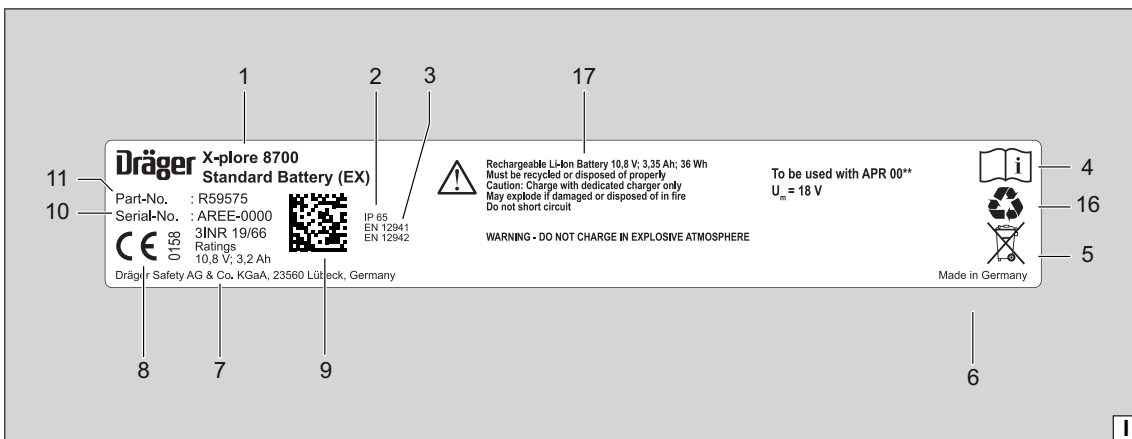 1
2
3
17
Dräger X-plore 8700
Standard Battery (EX)
11
Part-No. : R59575
10
Serial-No. : AREE-0000
CE 0158
3INR 19/66
Ratings
10,8 V; 3,2 Ah
Dräger Safety AG & Co. KGaA, 23560 Lübeck, Germany
IP 65
EN 12941
EN 12942
Rechargeable Li-Ion Battery 10,8 V; 3,35 Ah; 36 Wh
Must be recycled or disposed of properly
Caution: Charge with dedicated charger only
May explode if damaged or disposed of in fire
Do not short circuit
WARNING - DO NOT CHARGE IN EXPLOSIVE ATMOSPHERE
To be used with APR 00**
Um = 18 V
i
4
16
5
Made in Germany
8
7
9
6
I